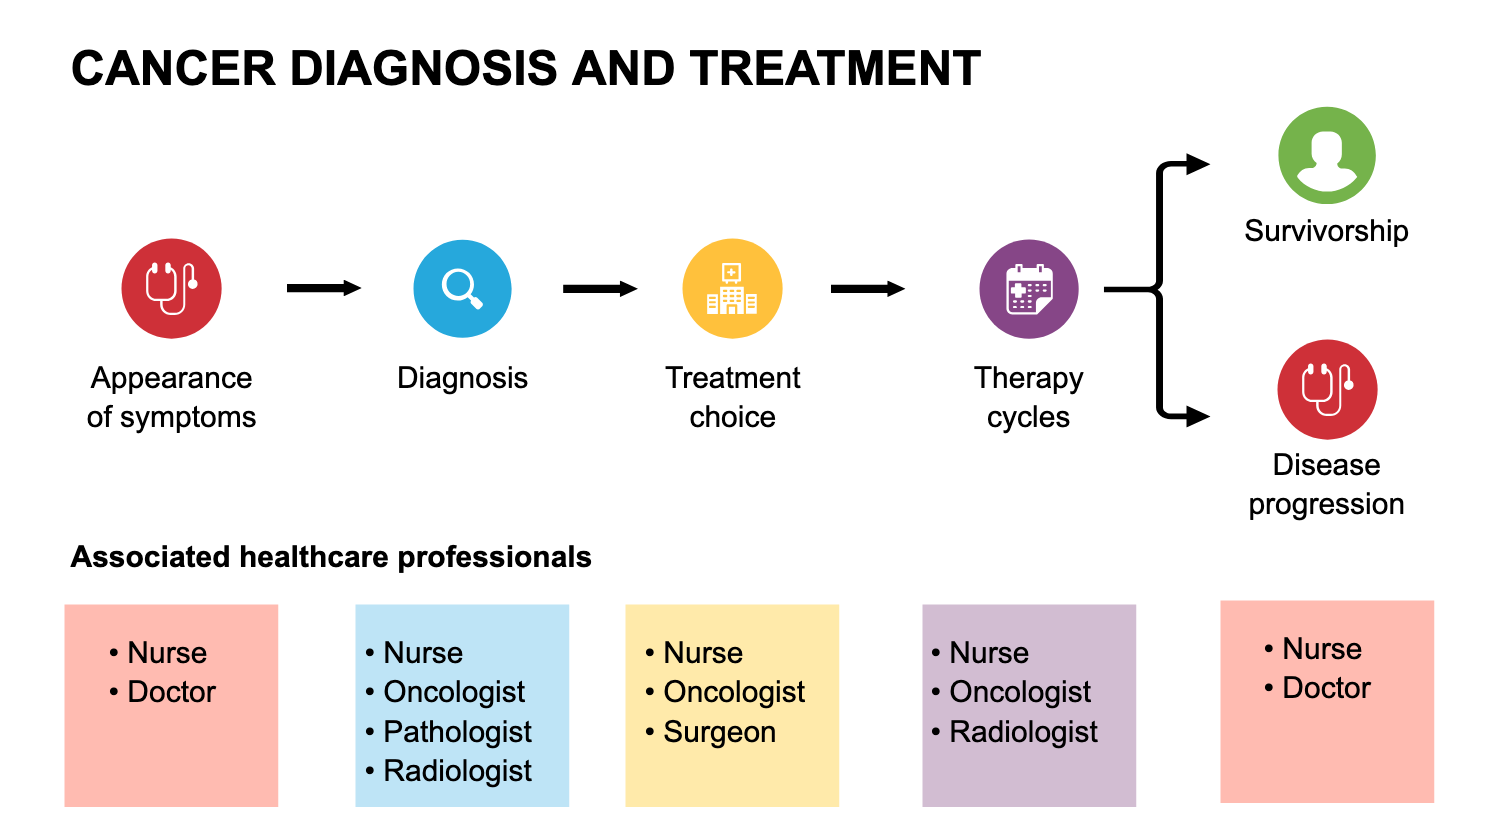 CANCER DIAGNOSIS AND TREATMENT
Survivorship
Appearance
of symptoms
Diagnosis
Treatment
choice
Therapy
cycles
Disease
progression
Associated healthcare professionals
• Nurse
• Doctor
• Nurse
• Oncologist
• Pathologist
• Radiologist
• Nurse
• Oncologist
• Surgeon
• Nurse
• Oncologist
• Radiologist
• Nurse
• Doctor